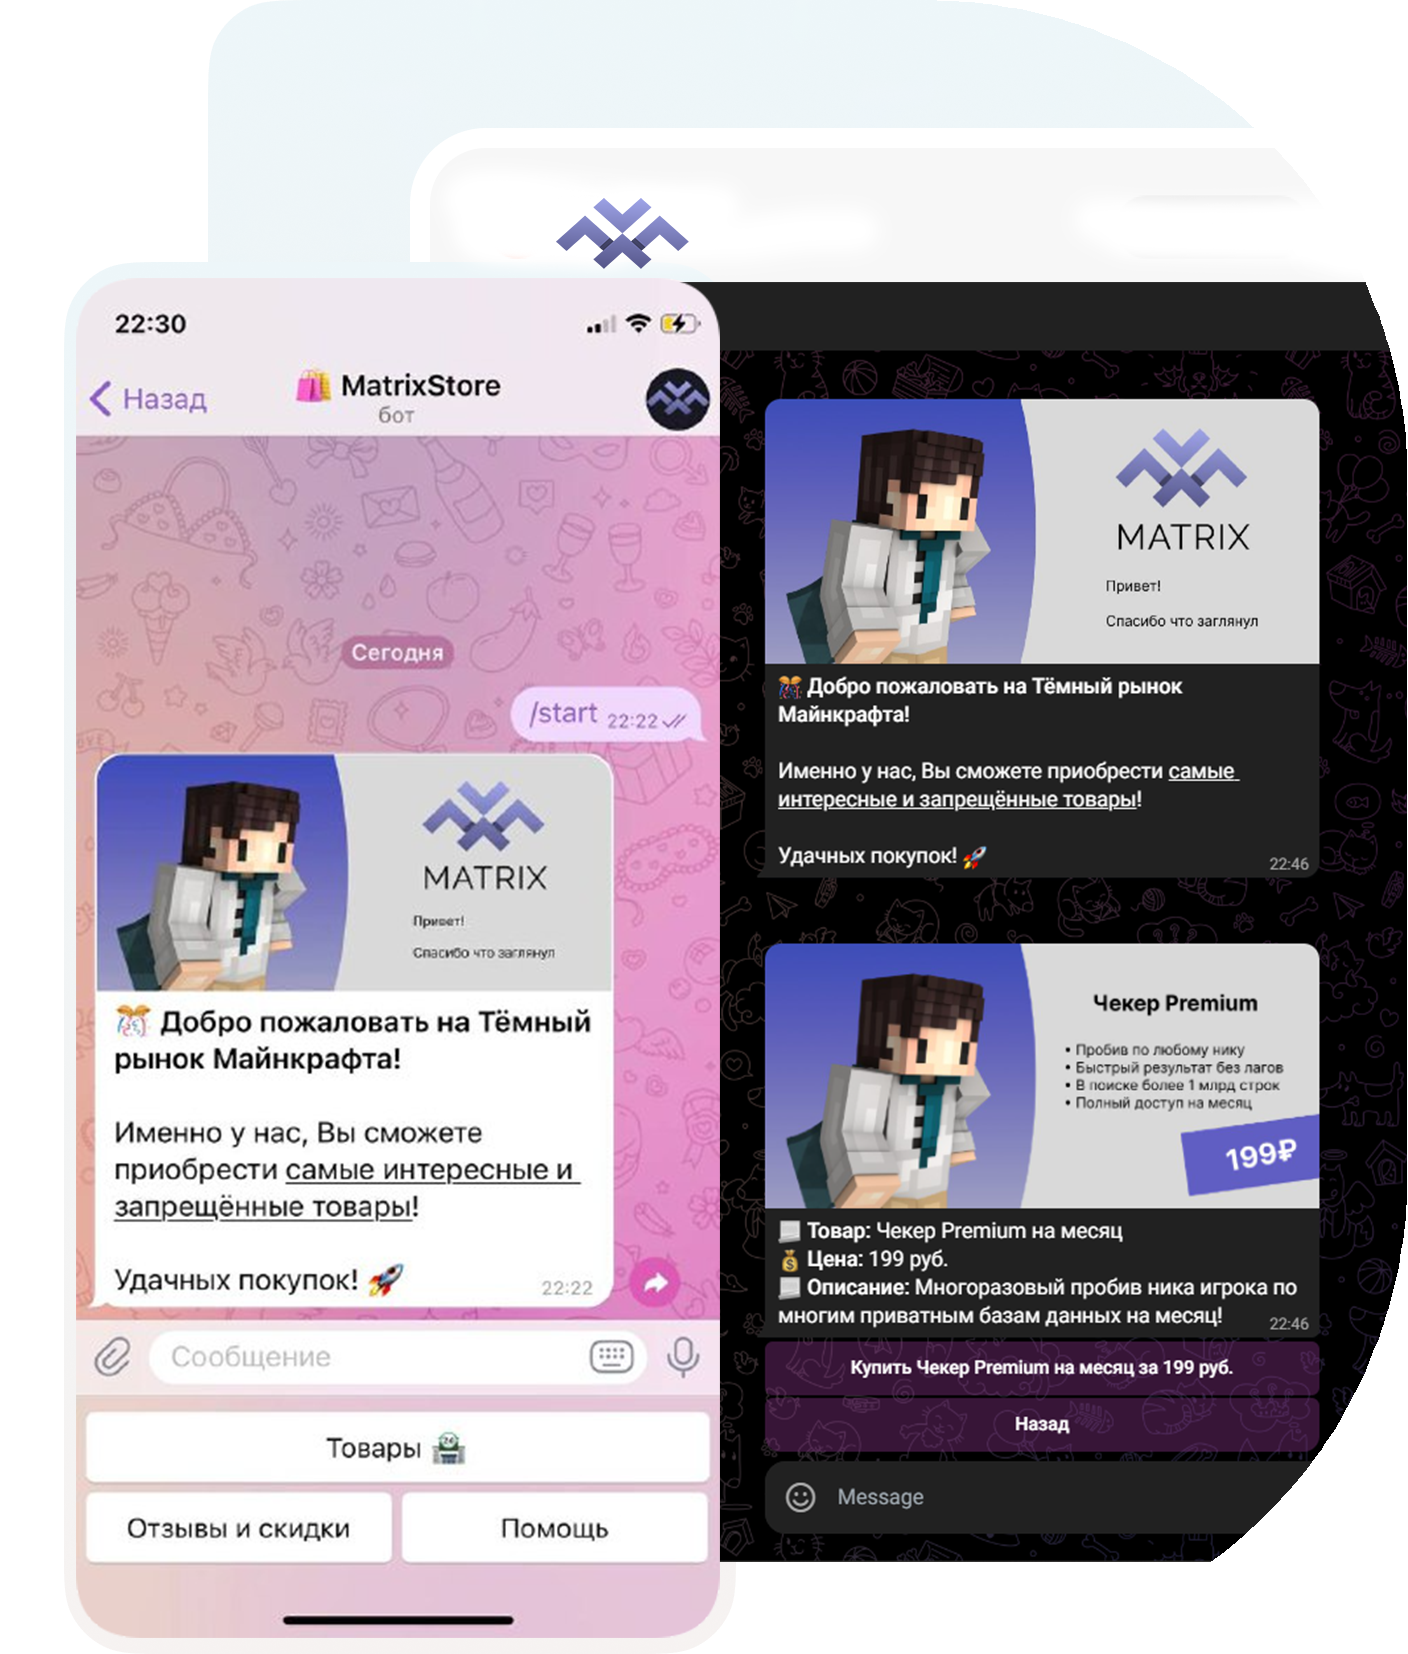 22:30
Назад
🛍 MatrixStore
бот
Сегодня
/start 22:22
MATRIX
Привет!
Спасибо что заглянул
Добро пожаловать на Тёмный
рынок Майнкрафта!
Именно у нас, Вы сможете
приобрести самые интересные и
запрещённые товары!
Удачных покупок! 🚀
22:22
Сообщение
Товары 🏪
Отзывы и скидки
Помощь
MATRIX
Привет!
Спасибо что заглянул
Добро пожаловать на Тёмный рынок
Майнкрафта!
Именно у нас, Вы сможете приобрести самые
интересные и запрещённые товары!
Удачных покупок! 🚀
22:46
Чекер Premium
• Пробив по любому нику
• Быстрый результат без лагов
• В поиске более 1 млрд строк
• Полный доступ на месяц
199₽
Товар: Чекер Premium на месяц
💰 Цена: 199 руб.
Описание: Многоразовый пробив ника игрока по
многим приватным базам данных на месяц!
22:46
Купить Чекер Premium на месяц за 199 руб.
Назад
Message